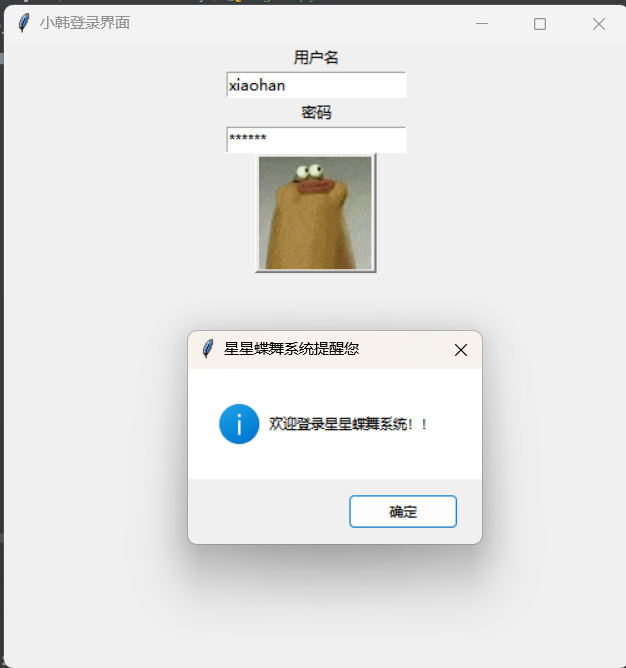 小韩登录界面
用户名
xiaohan
密码
******
星星蝶舞系统提醒您
欢迎登录星星蝶舞系统！！
确定